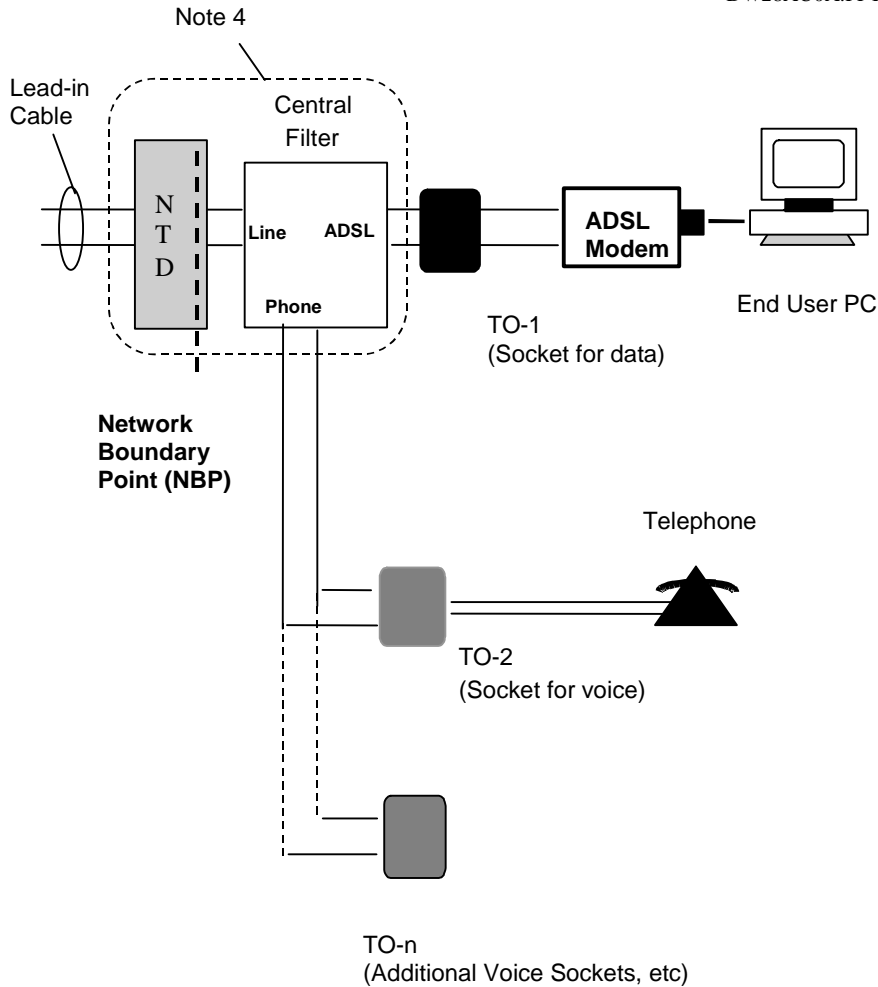 Note 4
Lead-in
Cable
Central
Filter
N
T
D
Line
ADSL
Phone
ADSL
Modem
End User PC
TO-1
(Socket for data)
Network
Boundary
Point (NBP)
Telephone
TO-2
(Socket for voice)
TO-n
(Additional Voice Sockets, etc)